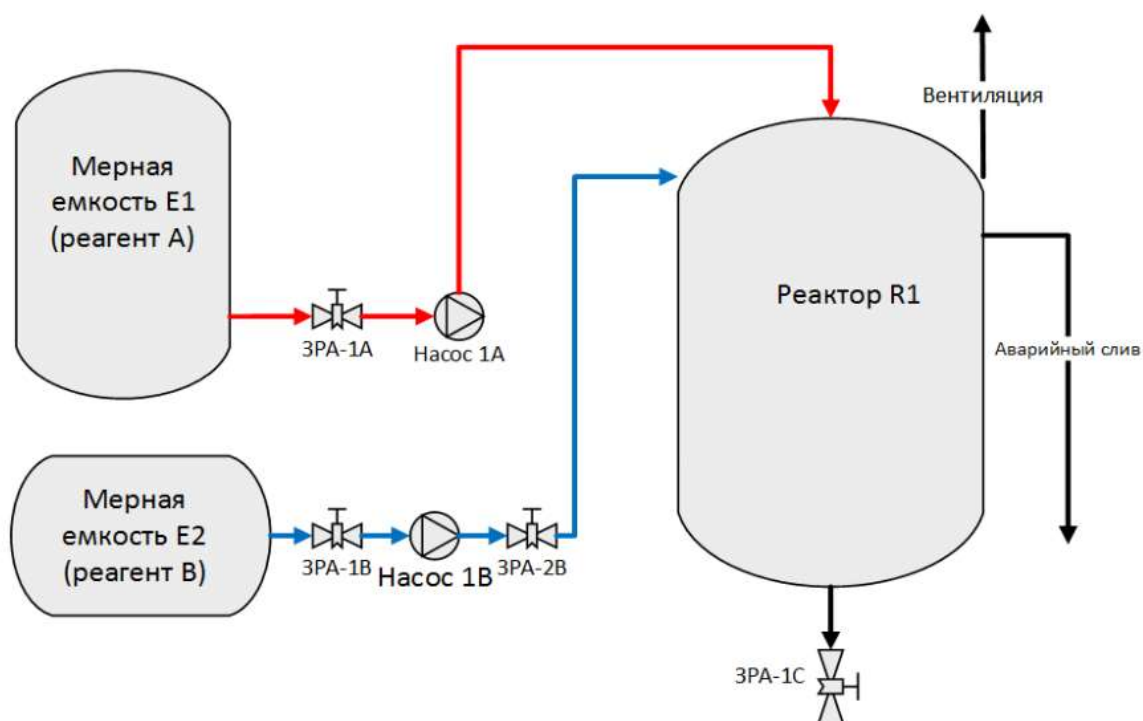 Вентиляция
Мерная
емкость Е1
(реагент А)
Реактор R1
ЗРА-1А
Насос 1А
Аварийный слив
Мерная
емкость Е2
(реагент В)
ЗРА-1В
Насос 1В
ЗРА-2В
ЗРА-1С